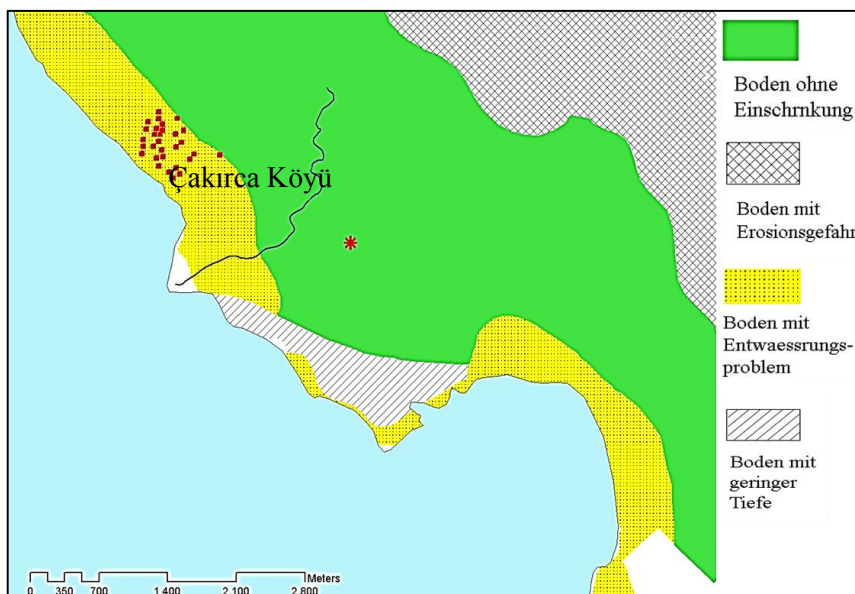 Çakırca Köyü
Boden ohne
Einschrnkung
Boden mit
Erosionsgefahr
Boden mit
Entwaessrungs-
problem
Boden mit
geringer
Tiefe
Meters
0 350 700 1.400 2.100 2.800